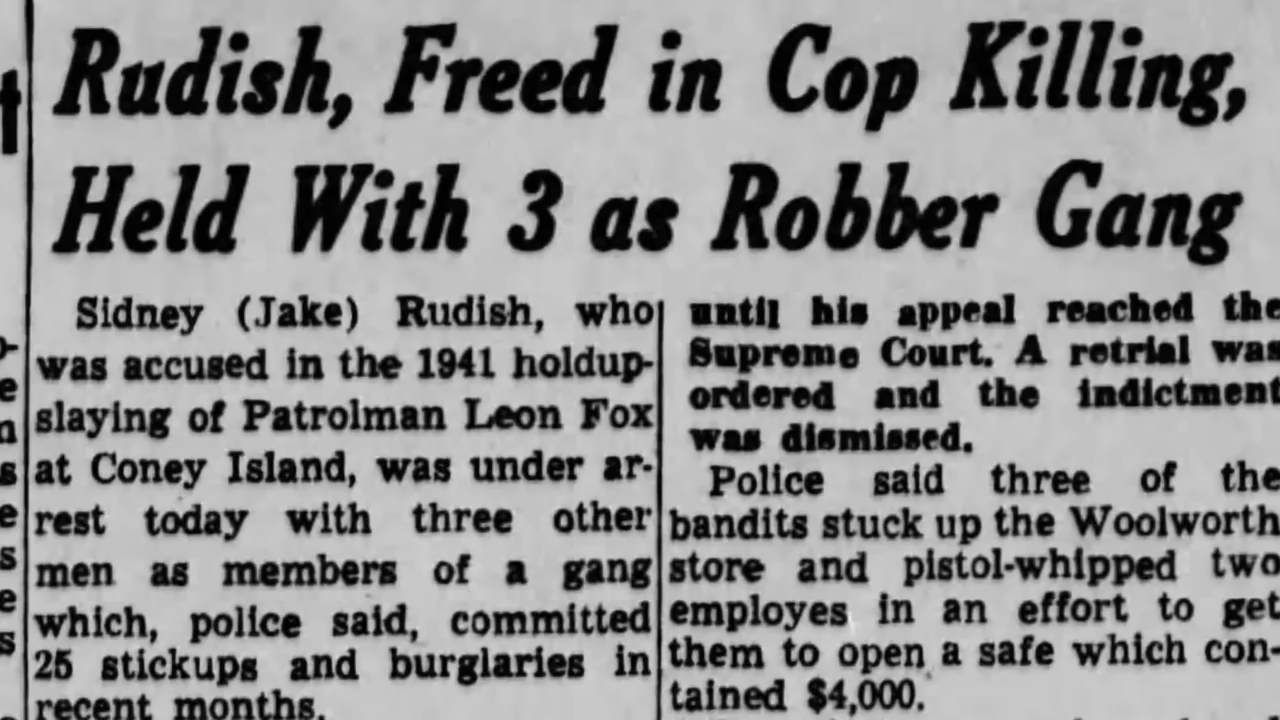 Rudish, Freed in Cop Killing,
Held With 3 as Robber Gang
Sidney (Jake) Rudish, who
was accused in the 1941 holdup-
slaying of Patrolman Leon Fox
at Coney Island, was under ar-
rest today with three other
men as members of a gang
which, police said, committed
25 stickups and burglaries in
recent months.
until his appeal reached the
Supreme Court. A retrial was
ordered and the indictment
was dismissed.
Police said three of the
bandits stuck up the Woolworth
store and pistol-whipped two
employes in an effort to get
them to open a safe which con-
tained $4,000.